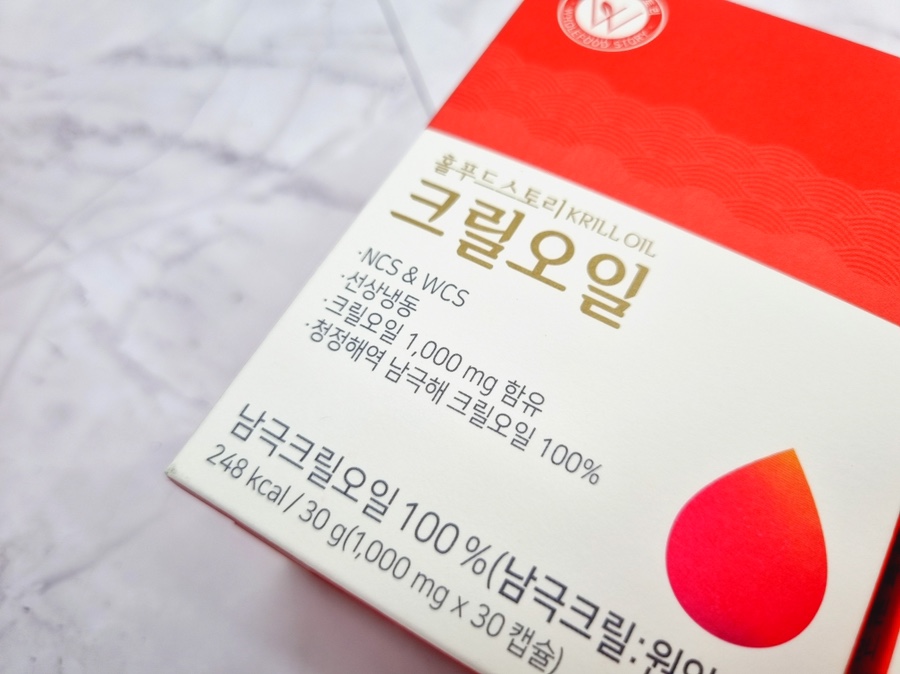 WHOLEFOOD STORY
홀푸드스토리 KRILL OIL
크릴오일
·NCS & WCS
·선상냉동
·크릴오일 1,000 mg 함유
·청정해역 남극해 크릴오일 100%
남극크릴오일 100%(남극크릴:
248 kcal / 30 g(1,000 mg x 30 캡슐)